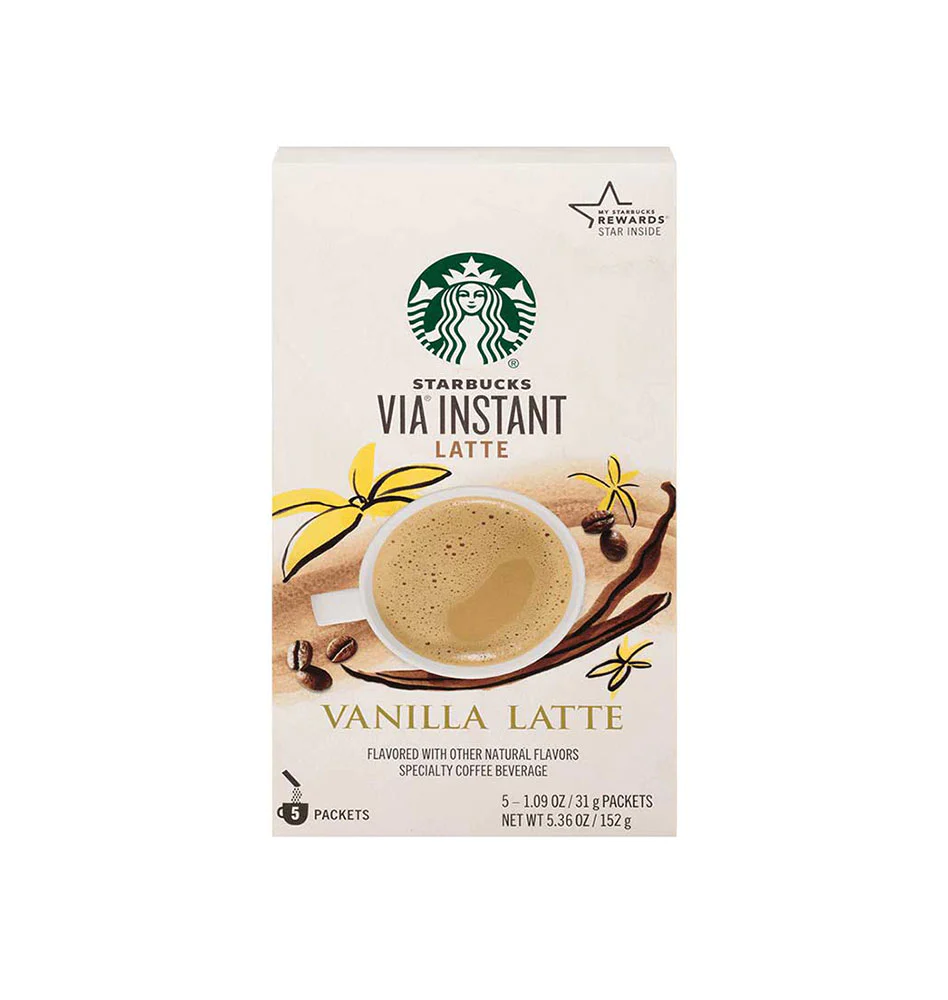 MY STARBUCKS
REWARDS®
STAR INSIDE
®
STARBUCKS
VIA® INSTANT
LATTE
VANILLA LATTE
FLAVORED WITH OTHER NATURAL FLAVORS
SPECIALTY COFFEE BEVERAGE
5 PACKETS
5 – 1.09 OZ / 31 g PACKETS
NET WT 5.36 OZ / 152 g